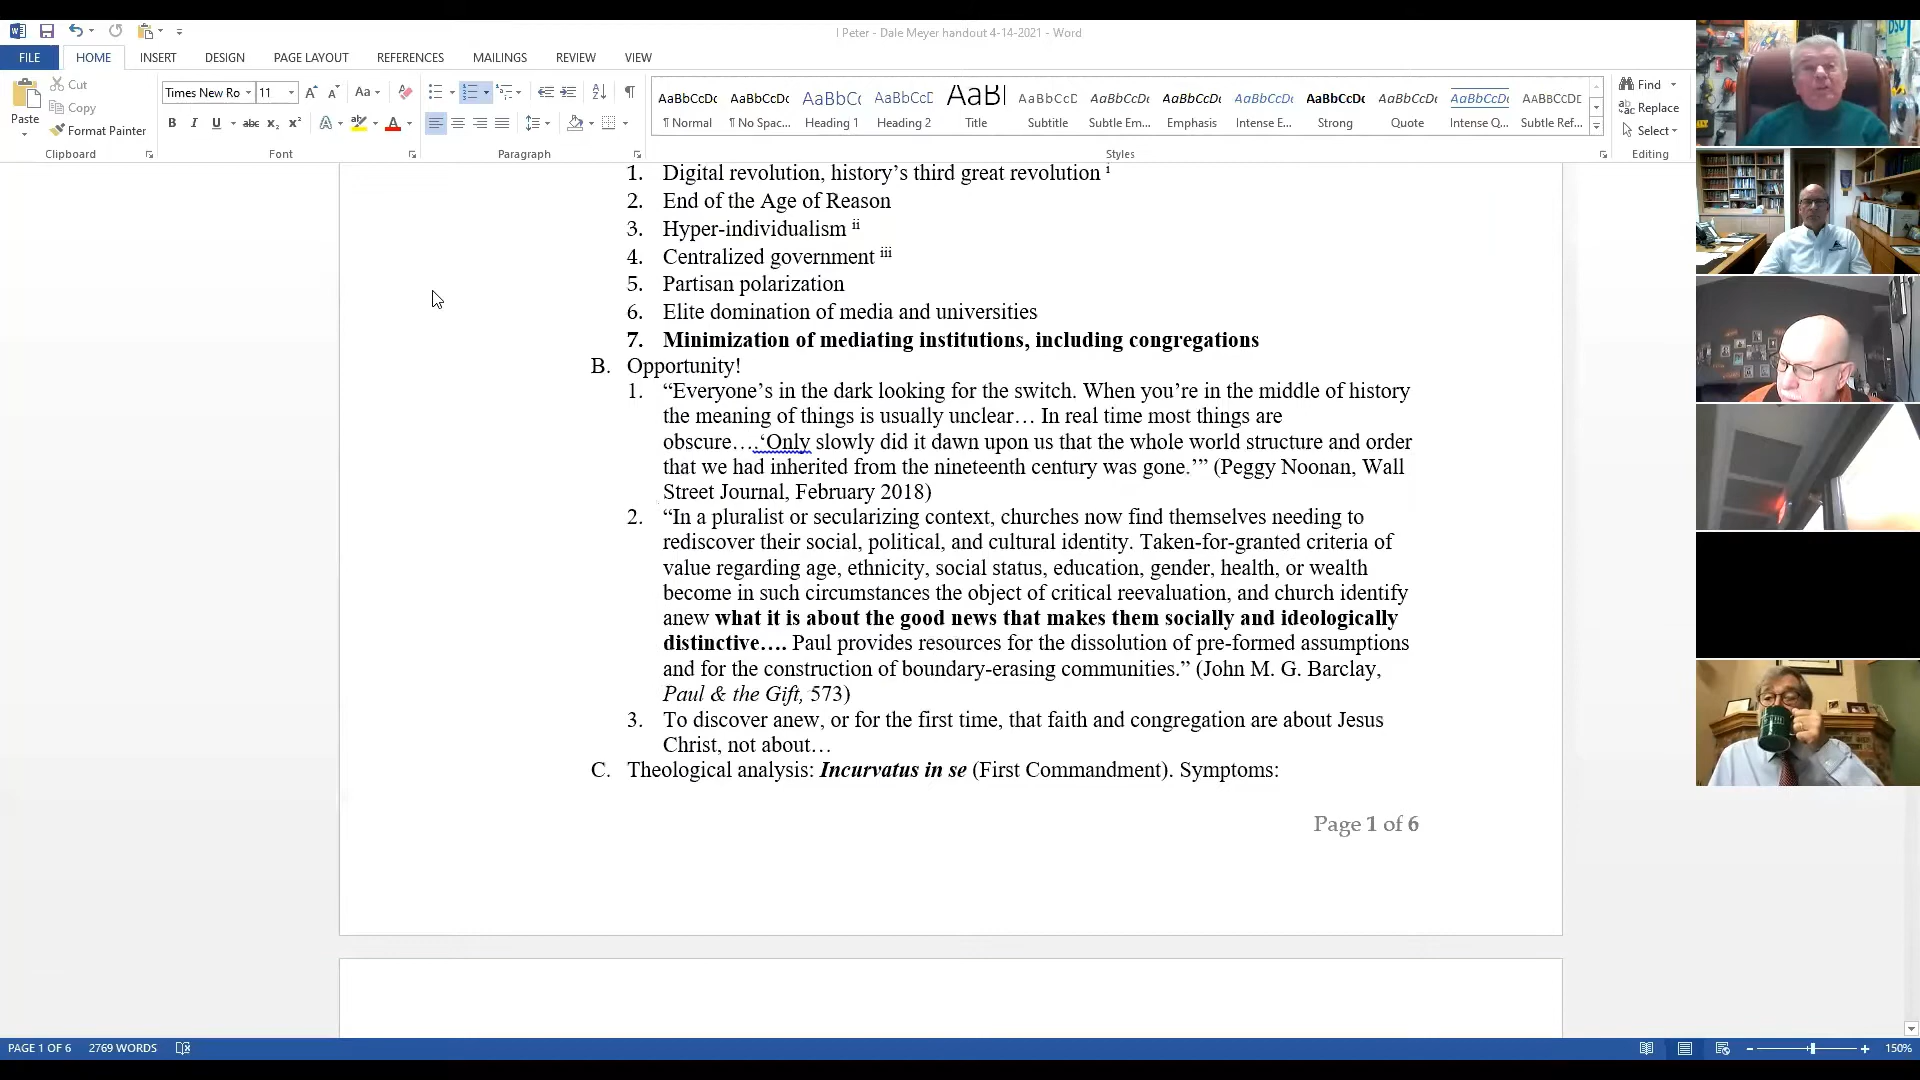 I Peter - Dale Meyer handout 4-14-2021 - Word
FILE HOME INSERT DESIGN PAGE LAYOUT REFERENCES MAILINGS REVIEW VIEW
Cut
Copy
Paste
Format Painter
Times New Ro 11
AaBbCcDc AaBbCcDc AaBbCc AaBbCcD AaBl AaBbCcD AaBbCcDc AaBbCcDc AaBbCcDc AaBbCcDc AaBbCcDc AaBbCcDc AaBbCcDc
¶ Normal ¶ No Spac... Heading 1 Heading 2 Title Subtitle Subtle Em... Emphasis Intense E... Strong Quote Intense Q... Subtle Ref...
Find
Replace
Select
Clipboard Font Paragraph Styles Editing
1. Digital revolution, history’s third great revolution i
2. End of the Age of Reason
3. Hyper-individualism ii
4. Centralized government iii
5. Partisan polarization
6. Elite domination of media and universities
7. Minimization of mediating institutions, including congregations
B. Opportunity!
1. “Everyone’s in the dark looking for the switch. When you’re in the middle of history
the meaning of things is usually unclear… In real time most things are
obscure….‘Only slowly did it dawn upon us that the whole world structure and order
that we had inherited from the nineteenth century was gone.’” (Peggy Noonan, Wall
Street Journal, February 2018)
2. “In a pluralist or secularizing context, churches now find themselves needing to
rediscover their social, political, and cultural identity. Taken-for-granted criteria of
value regarding age, ethnicity, social status, education, gender, health, or wealth
become in such circumstances the object of critical reevaluation, and church identify
anew what it is about the good news that makes them socially and ideologically
distinctive…. Paul provides resources for the dissolution of pre-formed assumptions
and for the construction of boundary-erasing communities.” (John M. G. Barclay,
Paul & the Gift, 573)
3. To discover anew, or for the first time, that faith and congregation are about Jesus
Christ, not about…
C. Theological analysis: Incurvatus in se (First Commandment). Symptoms:
Page 1 of 6
PAGE 1 OF 6 2769 WORDS 150%